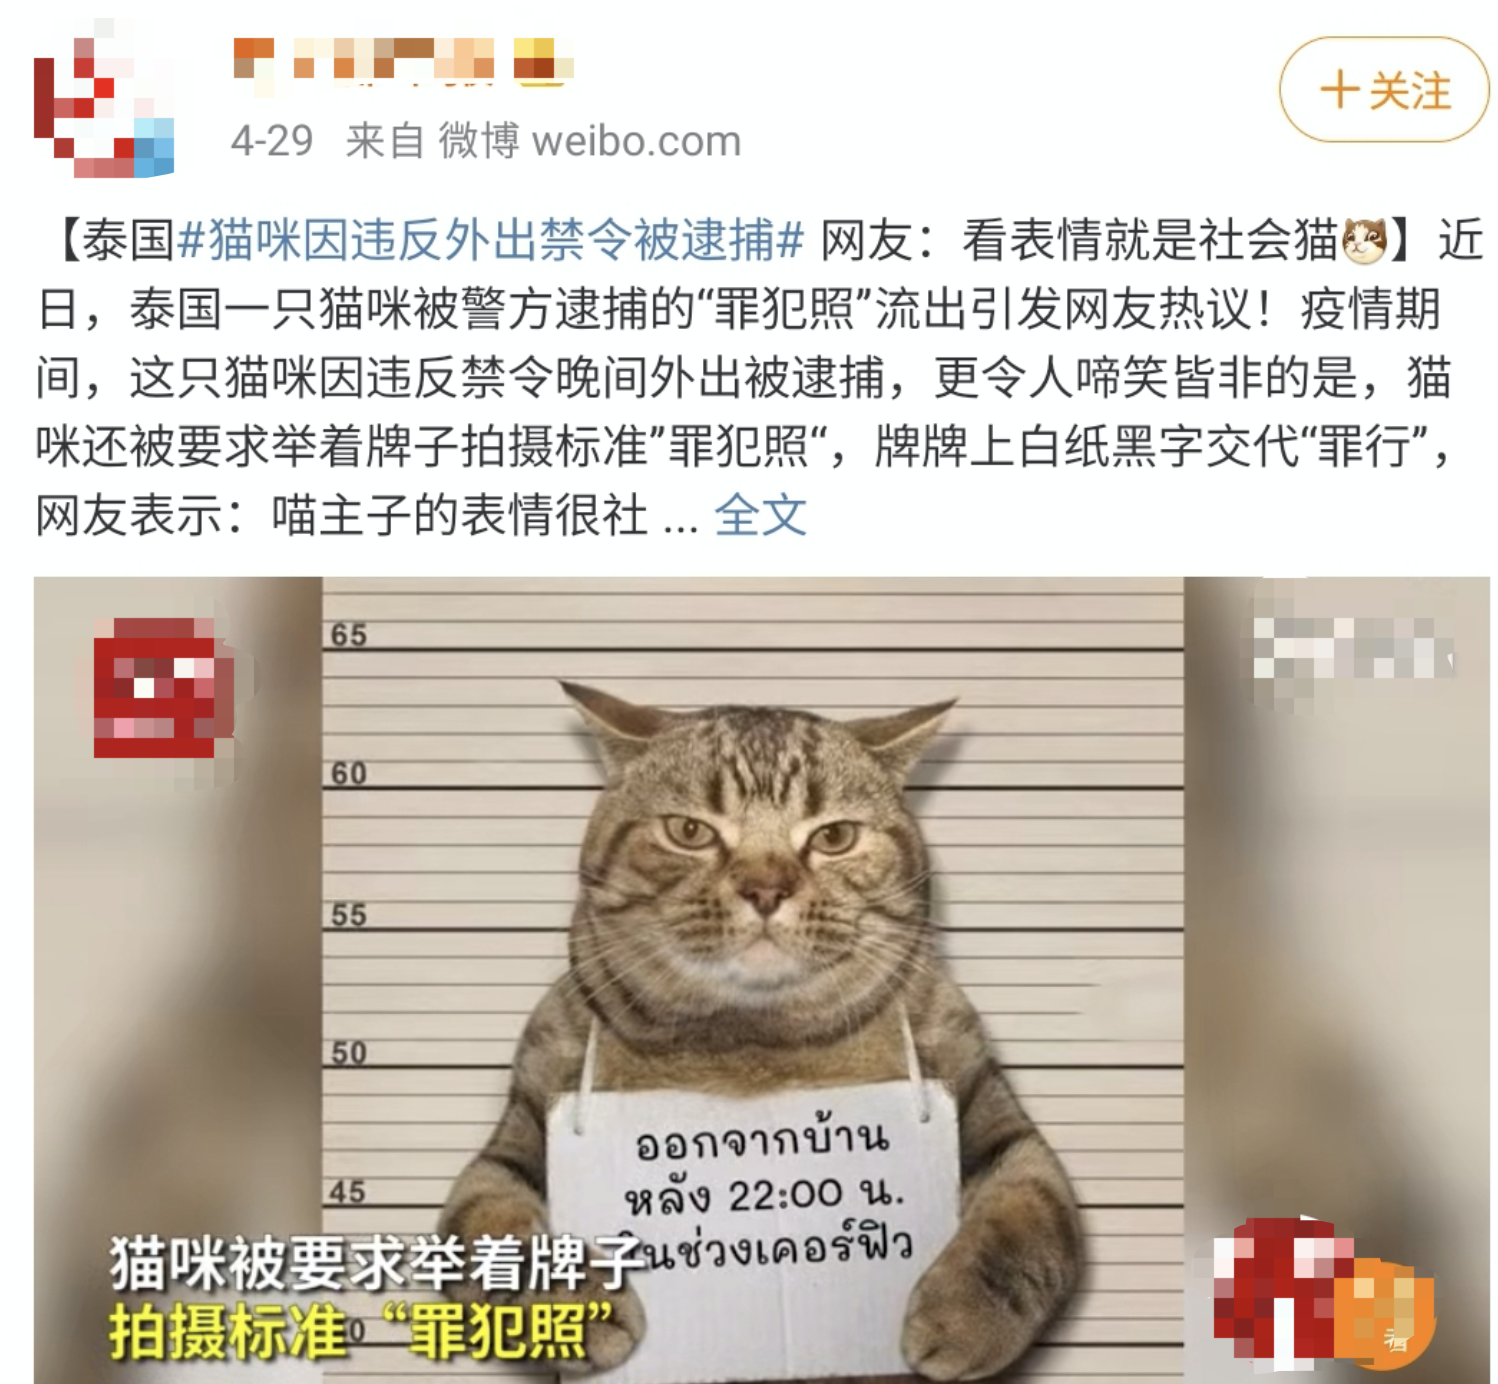 4-29 来自 微博 weibo.com
十关注
【泰国#猫咪因违反外出禁令被逮捕# 网友：看表情就是社会猫】近
日，泰国一只猫咪被警方逮捕的“罪犯照”流出引发网友热议！疫情期
间，这只猫咪因违反禁令晚间外出被逮捕，更令人啼笑皆非的是，猫
咪还被要求举着牌子拍摄标准”罪犯照“，牌牌上白纸黑字交代“罪行”，
网友表示：喵主子的表情很社 ... 全文
65
60
55
50
45
ออกจากบ้าน
หลัง 22:00 น.
ในช่วงเคอร์ฟิว
猫咪被要求举着牌子
拍摄标准“罪犯照”